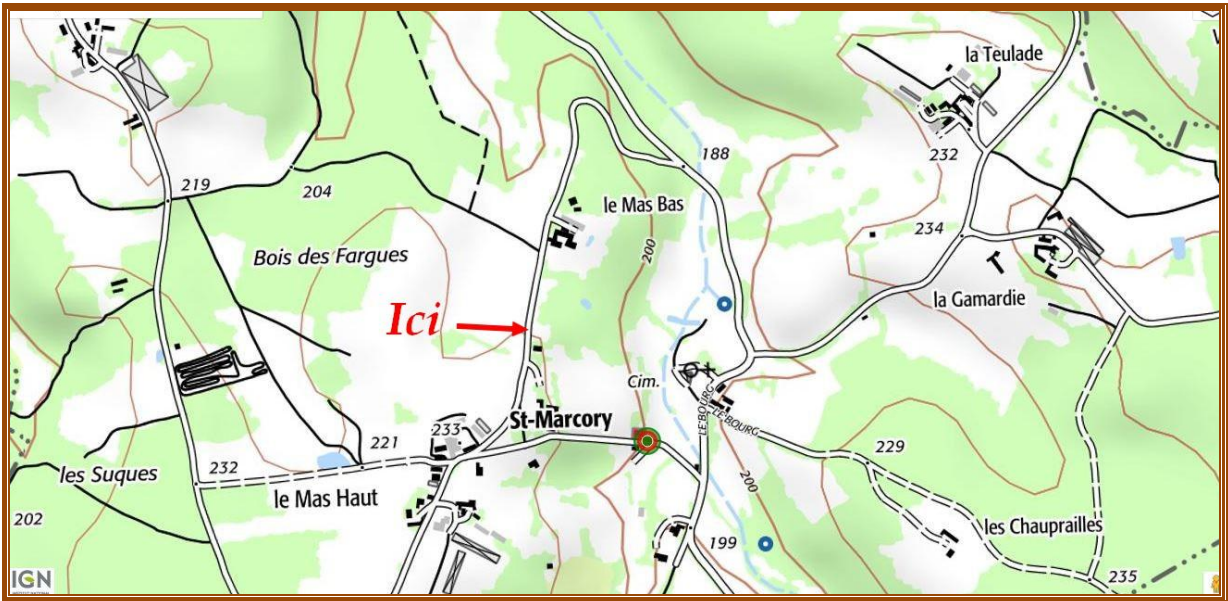 la Teulade
188
232
219
204
le Mas Bas
200
234
Bois des Fargues
la Gamardie
Ici
Cim.
LE BOURG
LE BOURG
St-Marcory
233
221
229
les Suques
232
le Mas Haut
200
202
les Chauprailles
199
235
IGN